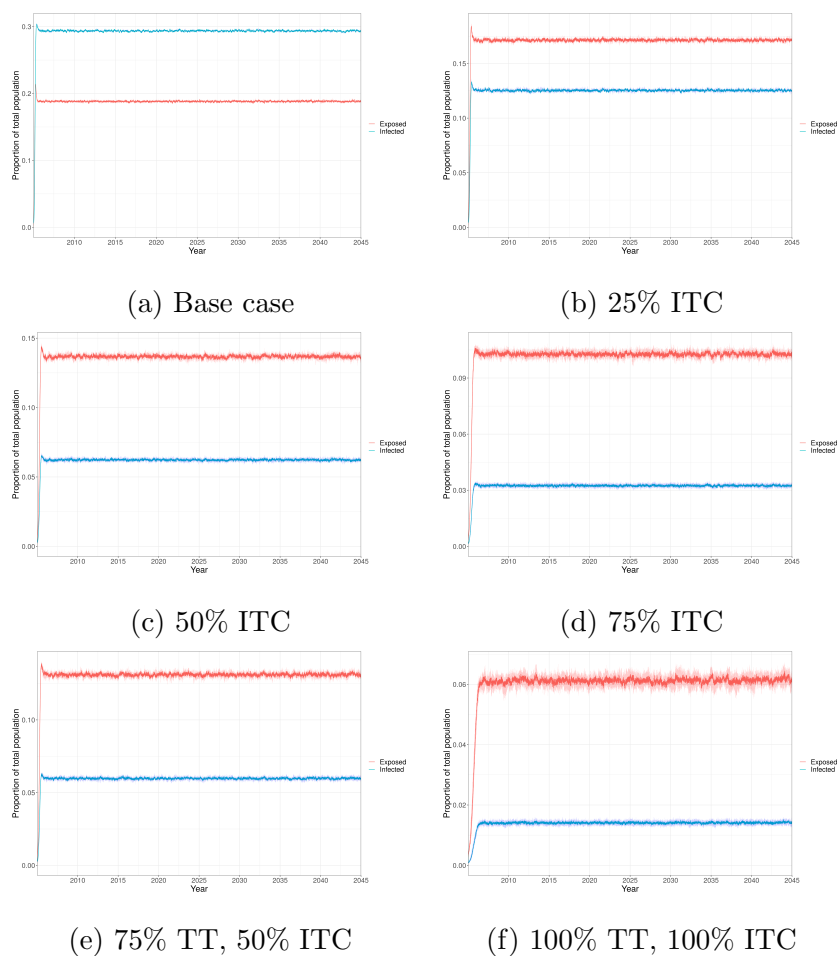 0.3
0.2
0.1
0.0
Proportion of total population
2010 2015 2020 2025 2030 2035 2040 2045
Year
Exposed
Infected
(a) Base case
0.15
0.10
0.05
0.00
Proportion of total population
2010 2015 2020 2025 2030 2035 2040 2045
Year
Exposed
Infected
(b) 25% ITC
0.15
0.10
0.05
0.00
Proportion of total population
2010 2015 2020 2025 2030 2035 2040 2045
Year
Exposed
Infected
(c) 50% ITC
0.09
0.06
0.03
0.00
Proportion of total population
2010 2015 2020 2025 2030 2035 2040 2045
Year
Exposed
Infected
(d) 75% ITC
0.10
0.05
0.00
Proportion of total population
2010 2015 2020 2025 2030 2035 2040 2045
Year
Exposed
Infected
(e) 75% TT, 50% ITC
0.06
0.04
0.02
0.00
Proportion of total population
2010 2015 2020 2025 2030 2035 2040 2045
Year
Exposed
Infected
(f) 100% TT, 100% ITC